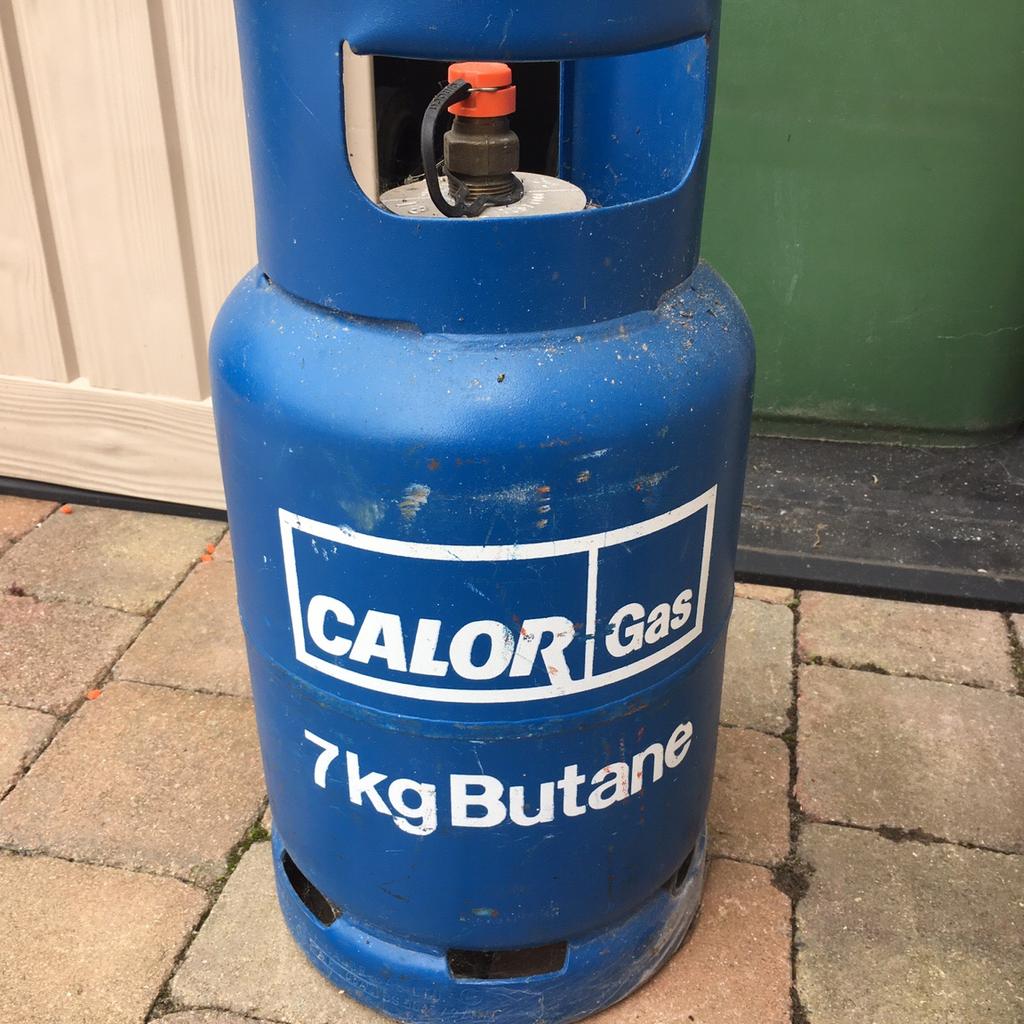 CALOR Gas
7kg Butane